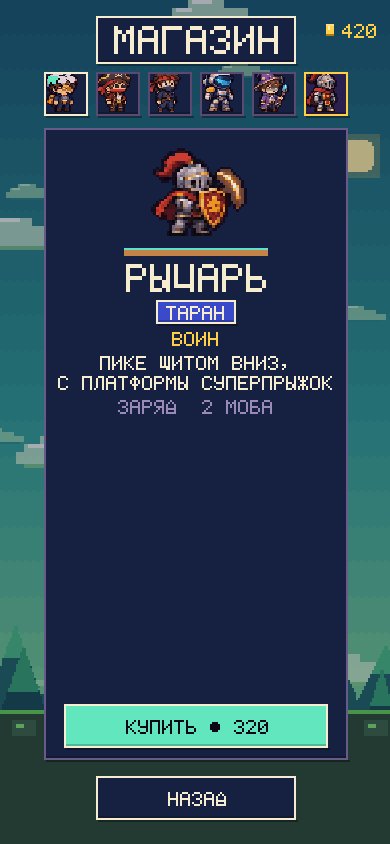 МАГАЗИН
420
РЫЦАРЬ
ТАРАН
ВОИН
ПИКЕ ЩИТОМ ВНИЗ,
С ПЛАТФОРМЫ СУПЕРПРЫЖОК
ЗАРЯД 2 МОБА
КУПИТЬ • 320
НАЗАД